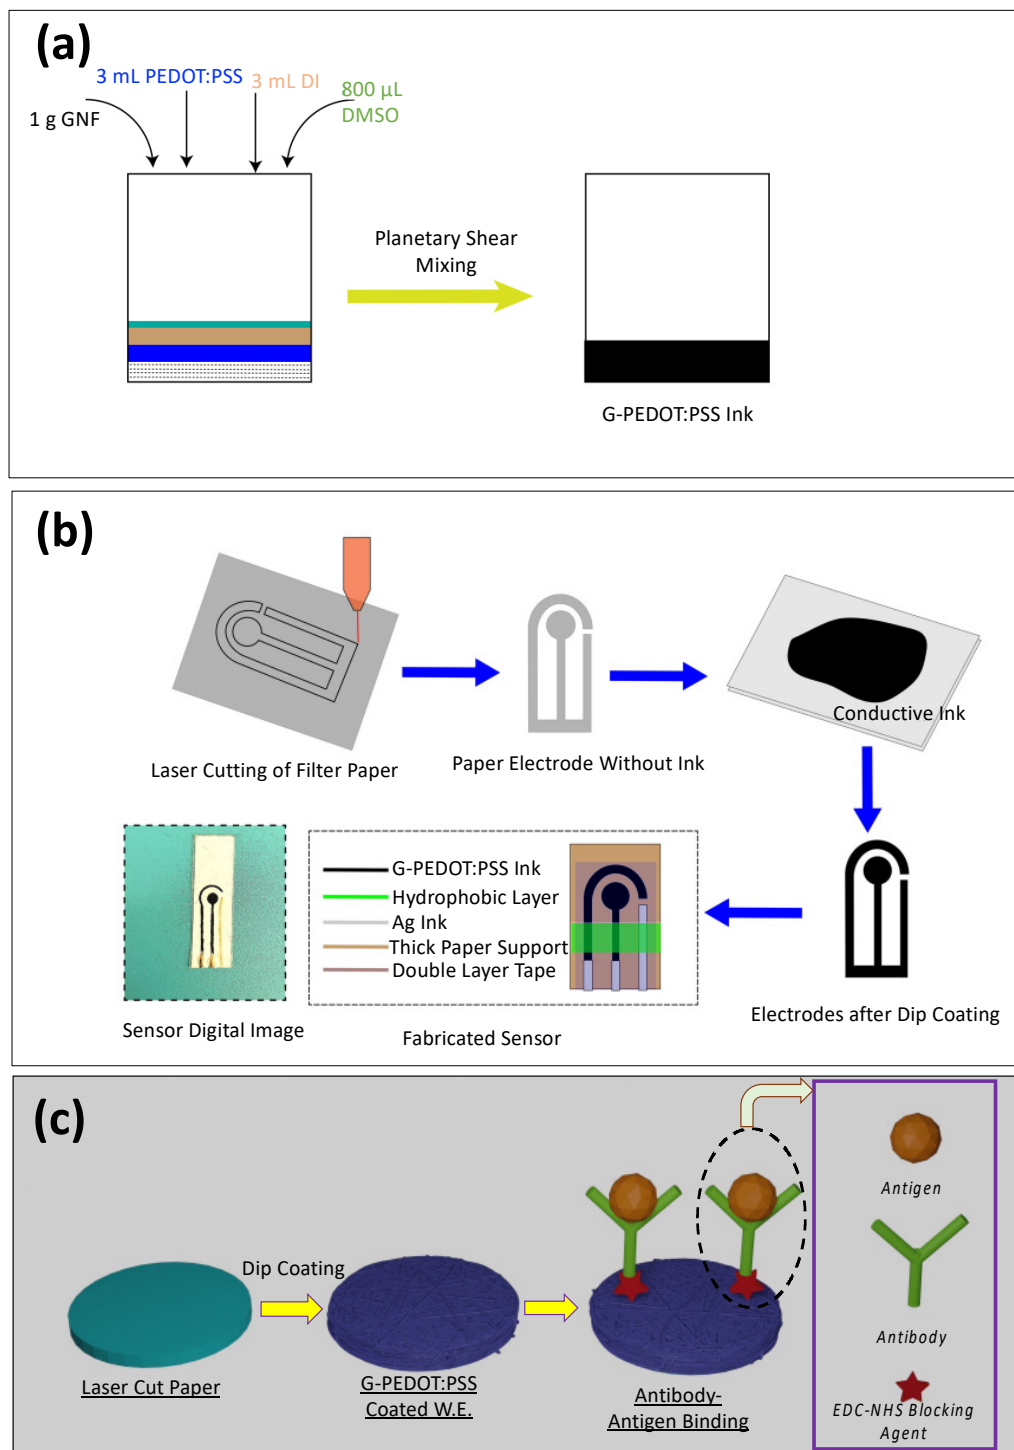 (a)
3 mL PEDOT:PSS
3 mL DI
800 µL
DMSO
1 g GNF
Planetary Shear
Mixing
G-PEDOT:PSS Ink
(b)
Laser Cutting of Filter Paper
Paper Electrode Without Ink
Conductive Ink
G-PEDOT:PSS Ink
Hydrophobic Layer
Ag Ink
Thick Paper Support
Double Layer Tape
Sensor Digital Image
Fabricated Sensor
Electrodes after Dip Coating
(c)
Dip Coating
Laser Cut Paper
G-PEDOT:PSS
Coated W.E.
Antibody-
Antigen Binding
Antigen
Antibody
EDC-NHS Blocking
Agent